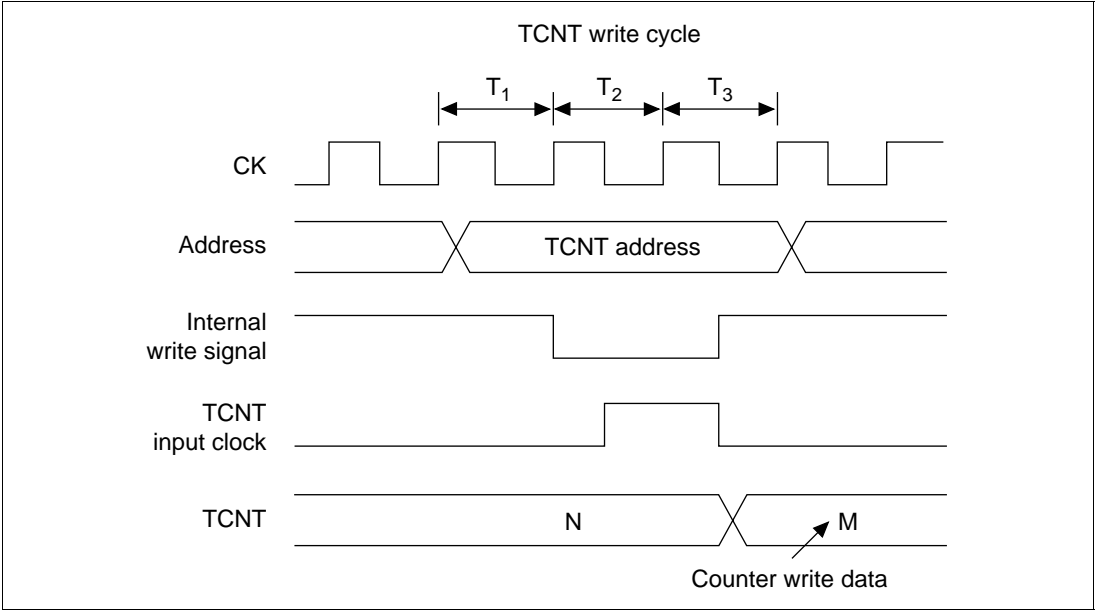 TCNT write cycle
T1 T2 T3
CK
Address TCNT address
Internal
write signal
TCNT
input clock
TCNT N M
Counter write data